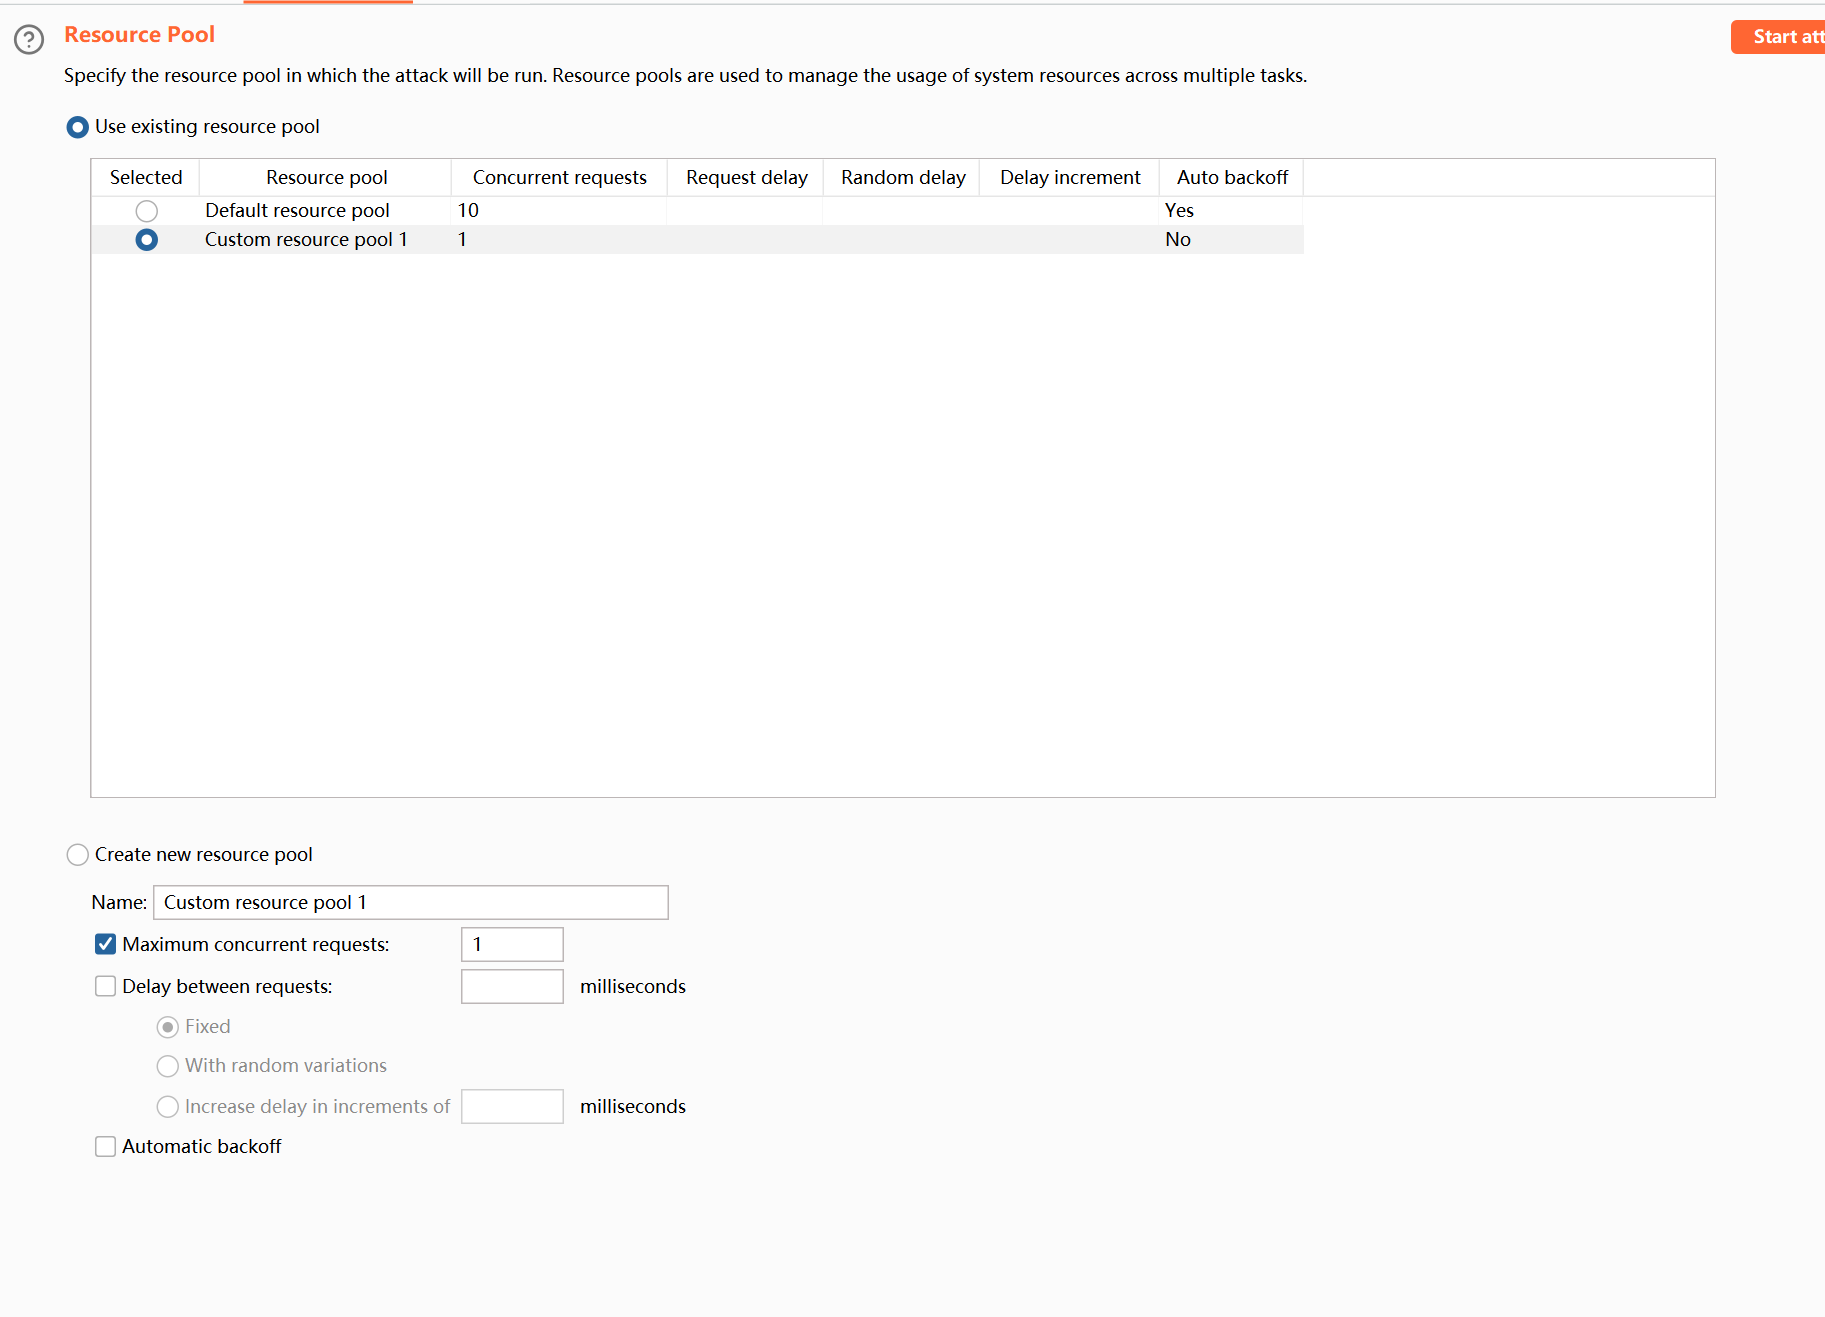 Resource Pool
Start att
Specify the resource pool in which the attack will be run. Resource pools are used to manage the usage of system resources across multiple tasks.
Use existing resource pool
Selected Resource pool Concurrent requests Request delay Random delay Delay increment Auto backoff
Default resource pool 10 Yes
Custom resource pool 1 1 No
Create new resource pool
Name: Custom resource pool 1
Maximum concurrent requests: 1
Delay between requests: milliseconds
Fixed
With random variations
Increase delay in increments of milliseconds
Automatic backoff